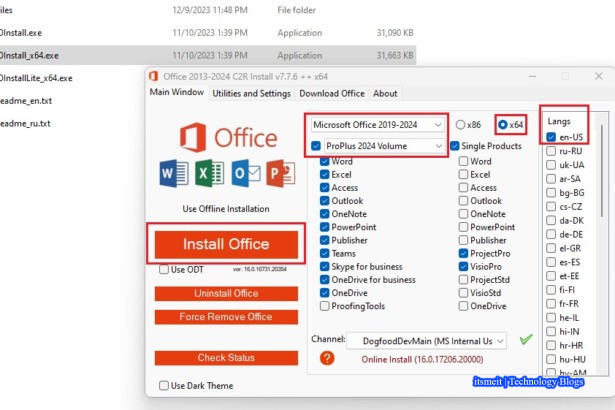 iles 12/9/2023 11:48 PM File folder
OInstall.exe 11/10/2023 1:39 PM Application 31,090 KB
OInstall_x64.exe 11/10/2023 1:39 PM Application 31,663 KB
OInstallLite_x64.exe
eadme_en.txt
eadme_ru.txt
Office 2013-2024 C2R Install v7.7.6 ++ x64
Main Window Utilities and Settings Download Office About
Microsoft Office 2019-2024 x86 x64 Langs
ProPlus 2024 Volume Single Products en-US
Office
Word Word ru-RU
Excel Excel uk-UA
Access Access ar-SA
Outlook Outlook bg-BG
Use Offline Installation
OneNote OneNote cs-CZ
PowerPoint PowerPoint da-DK
Publisher Publisher de-DE
Install Office
Teams ProjectPro el-GR
Skype for business VisioPro es-ES
Use ODT ver. 16.0.16731.20354
OneDrive for business ProjectStd et-EE
OneDrive VisioStd fi-FI
Uninstall Office
ProofingTools OneDrive fr-FR
Force Remove Office
he-IL
Channel: DogfoodDevMain (MS Internal Us hi-IN
Check Status
Online Install (16.0.17206.20000) hr-HR
hu-HU
hy-AM
Use Dark Theme
itsmeit | Technology Blogs